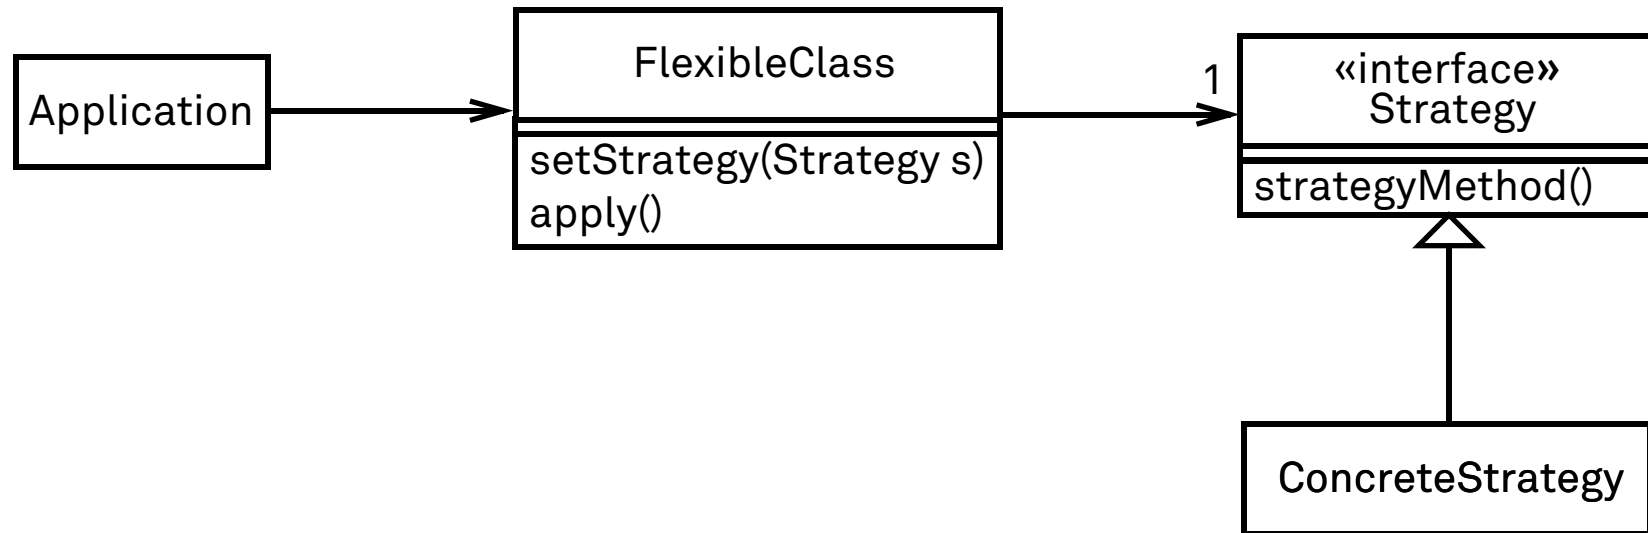 Application
FlexibleClass
setStrategy(Strategy s)
apply()
1
«interface»
Strategy
strategyMethod()
ConcreteStrategy